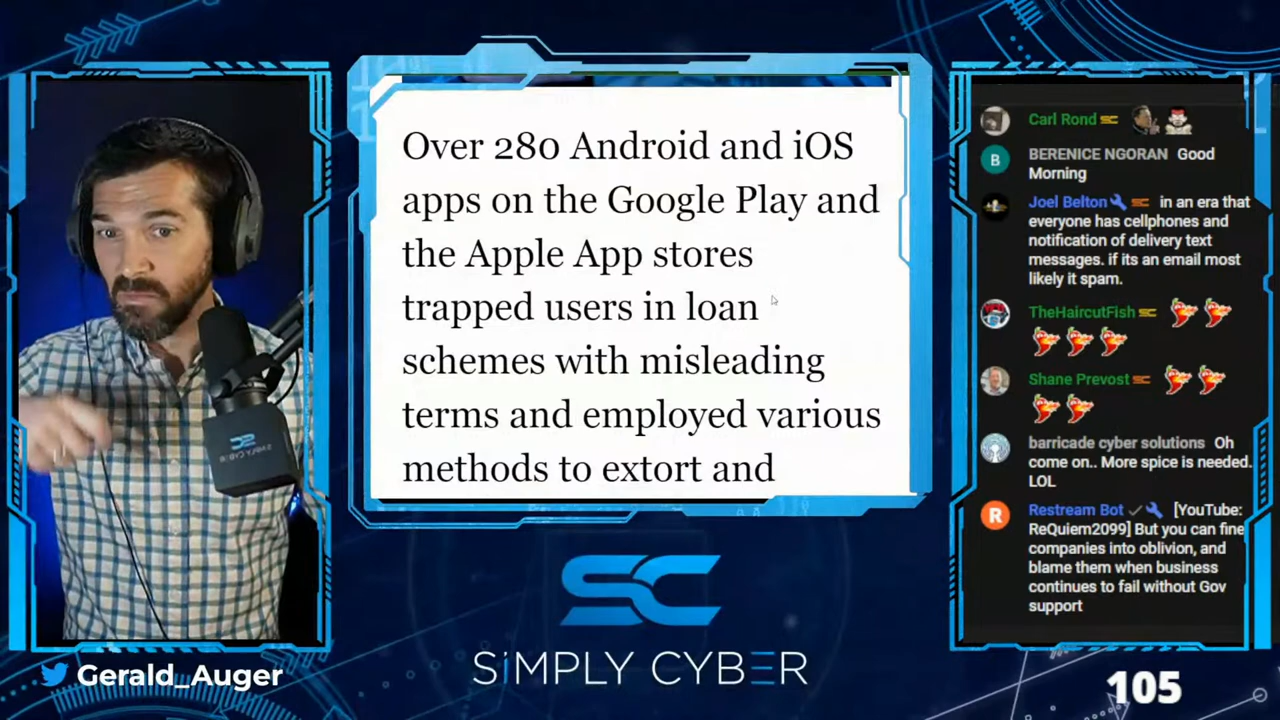 Over 280 Android and iOS
apps on the Google Play and
the Apple App stores
trapped users in loan
schemes with misleading
terms and employed various
methods to extort and
SC
SiMPLY CYBER
Gerald_Auger
Carl Rond
B
BERENICE NGORAN Good
Morning
Joel Belton in an era that
everyone has cellphones and
notification of delivery text
messages. if its an email most
likely it spam.
TheHaircutFish
Shane Prevost
barricade cyber solutions Oh
come on.. More spice is needed.
LOL
R
Restream Bot [YouTube:
ReQuiem2099] But you can fine
companies into oblivion, and
blame them when business
continues to fail without Gov
support
105